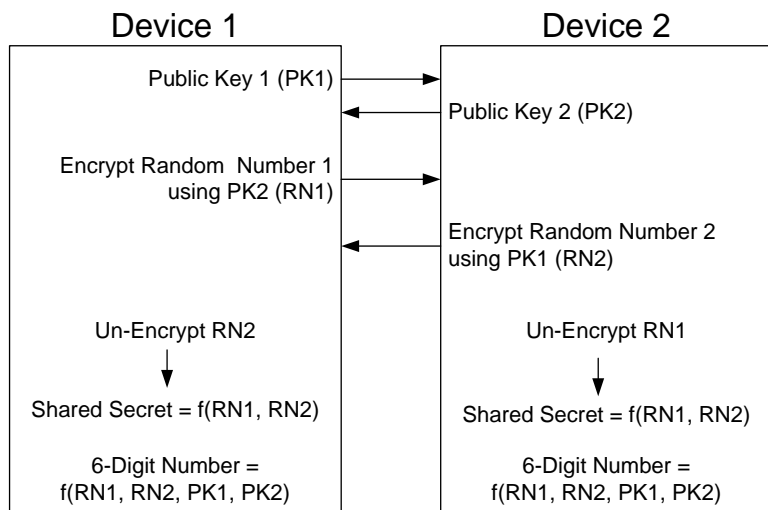 Device 1
Device 2
Public Key 1 (PK1)
Public Key 2 (PK2)
Encrypt Random Number 1
using PK2 (RN1)
Encrypt Random Number 2
using PK1 (RN2)
Un-Encrypt RN2
Un-Encrypt RN1
Shared Secret = f(RN1, RN2)
Shared Secret = f(RN1, RN2)
6-Digit Number =
f(RN1, RN2, PK1, PK2)
6-Digit Number =
f(RN1, RN2, PK1, PK2)